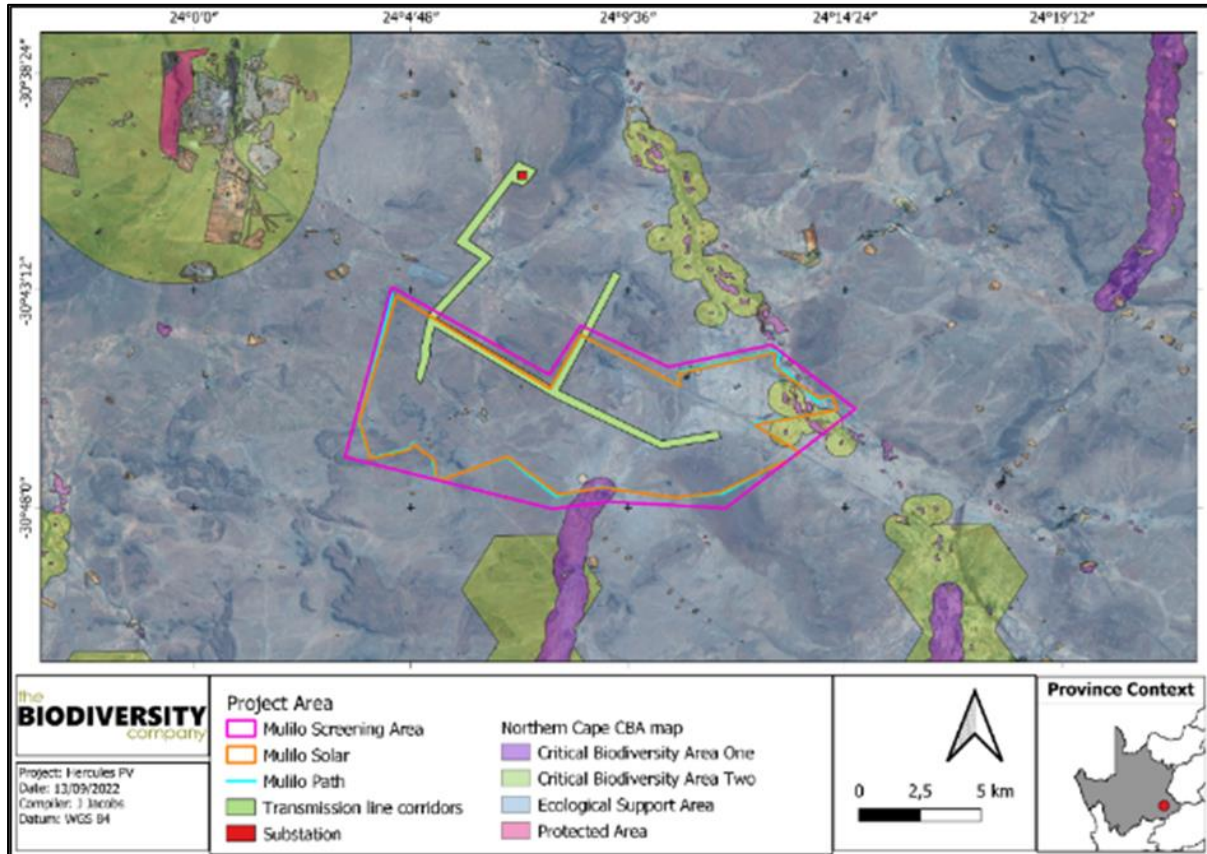 24°0'0" 24°4'48" 24°9'36" 24°14'24" 24°19'12"
-30°38'24"
-30°43'12"
-30°48'0"
the
BIODIVERSITY
company
Project: Hercules PV
Date: 13/09/2022
Compiler: J Jacobs
Datum: WGS 84
Project Area
Mulilo Screening Area
Mulilo Solar
Mulilo Path
Transmission line corridors
Substation
Northern Cape CBA map
Critical Biodiversity Area One
Critical Biodiversity Area Two
Ecological Support Area
Protected Area
0 2,5 5 km
Province Context